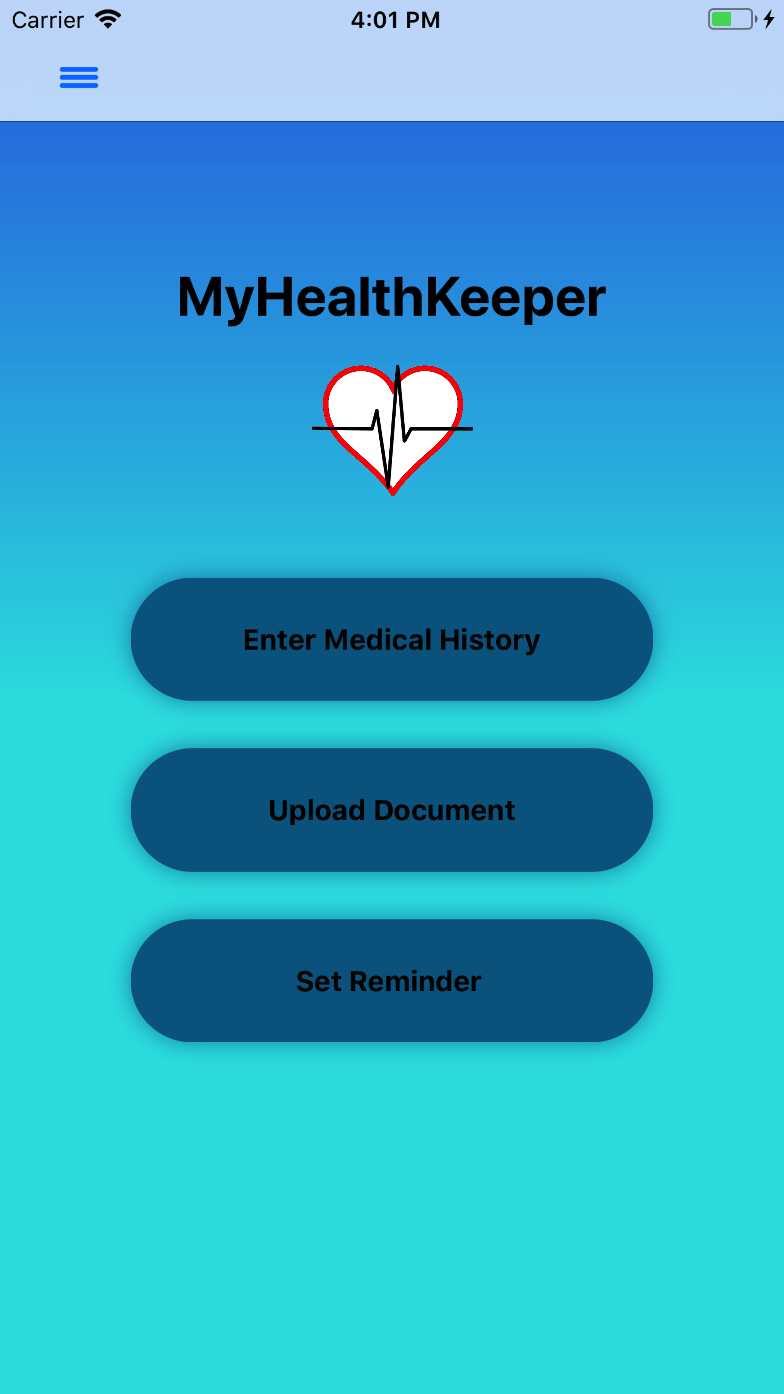 Carrier 4:01 PM
MyHealthKeeper
Enter Medical History
Upload Document
Set Reminder